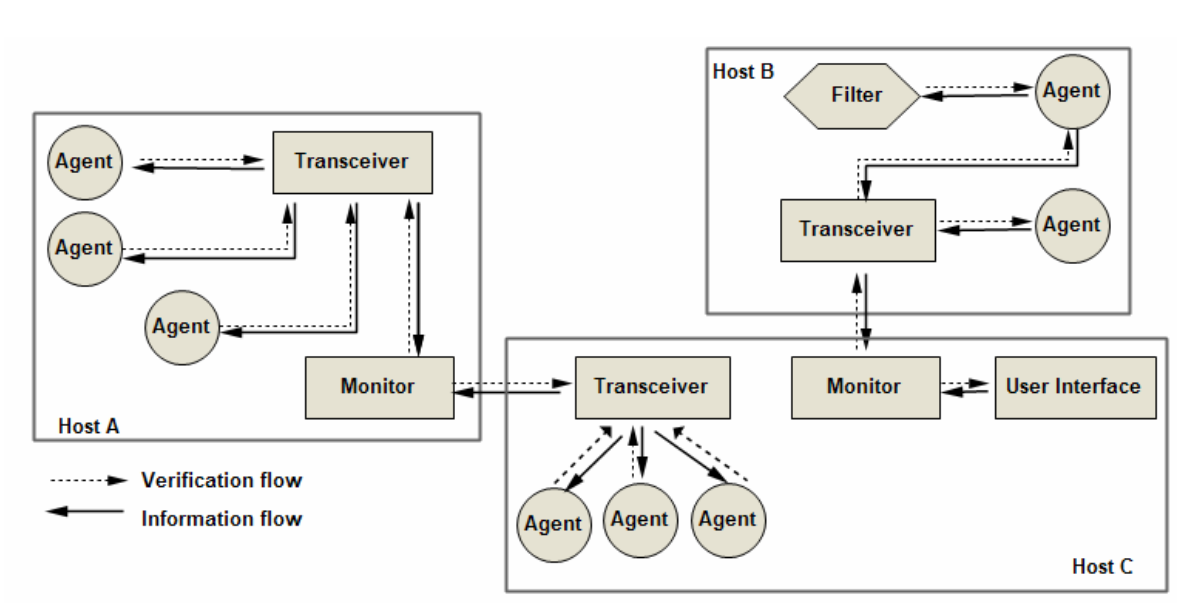 Host B
Filter
Agent
Agent
Transceiver
Agent
Transceiver
Agent
Agent
Monitor
Transceiver
Monitor
User Interface
Host A
Verification flow
Information flow
Agent
Agent
Agent
Host C